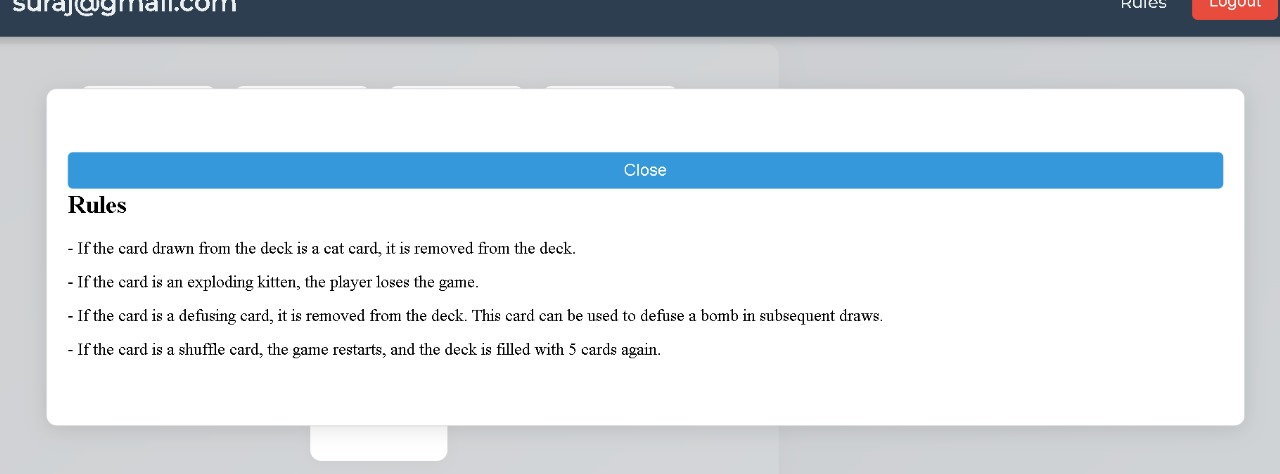 suraj@gmail.com
Rules
Logout
Close
Rules
- If the card drawn from the deck is a cat card, it is removed from the deck.
- If the card is an exploding kitten, the player loses the game.
- If the card is a defusing card, it is removed from the deck. This card can be used to defuse a bomb in subsequent draws.
- If the card is a shuffle card, the game restarts, and the deck is filled with 5 cards again.